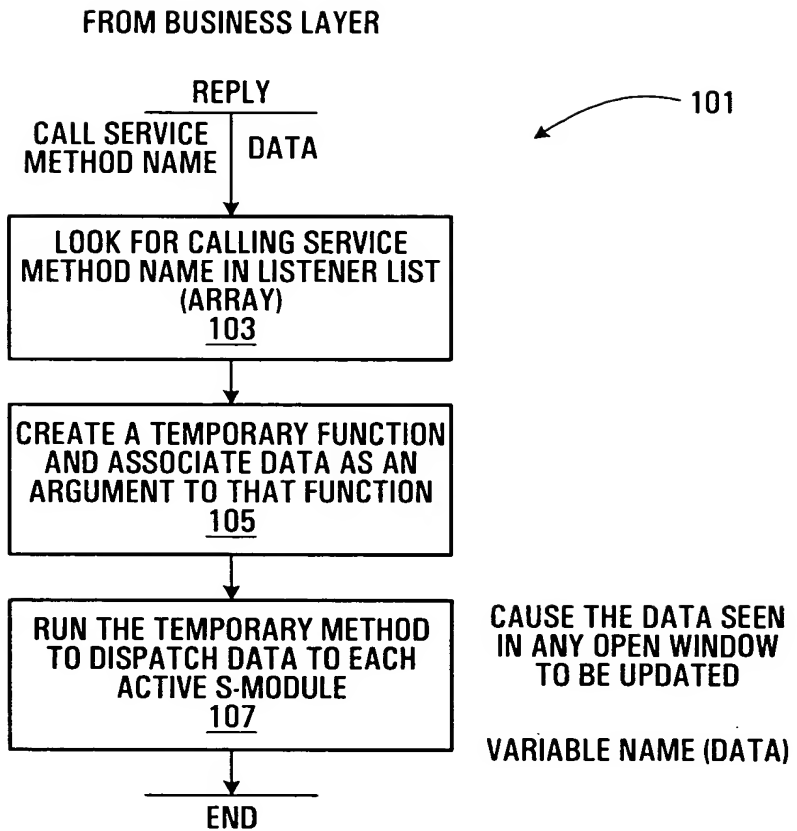 FROM BUSINESS LAYER
REPLY
101
CALL SERVICE
METHOD NAME
DATA
LOOK FOR CALLING SERVICE
METHOD NAME IN LISTENER LIST
(ARRAY)
103
CREATE A TEMPORARY FUNCTION
AND ASSOCIATE DATA AS AN
ARGUMENT TO THAT FUNCTION
105
RUN THE TEMPORARY METHOD
TO DISPATCH DATA TO EACH
ACTIVE S-MODULE
107
CAUSE THE DATA SEEN
IN ANY OPEN WINDOW
TO BE UPDATED
VARIABLE NAME (DATA)
END